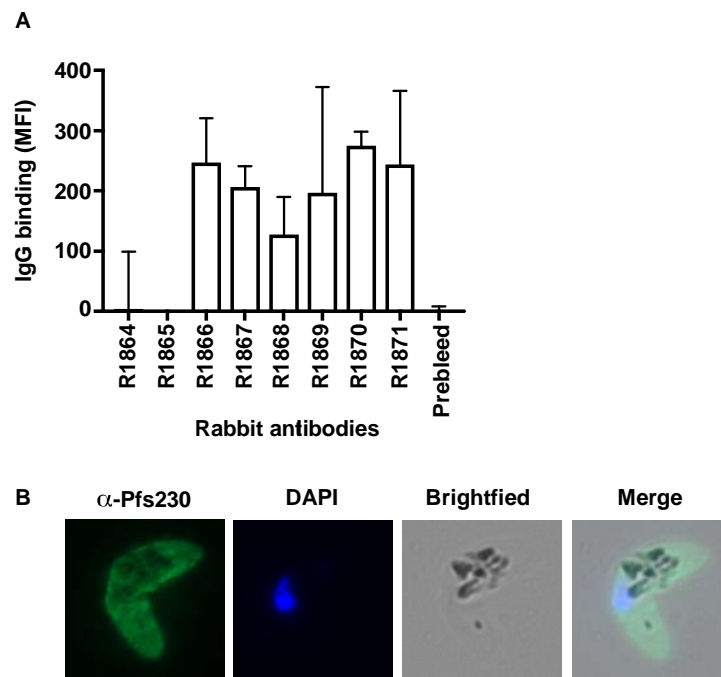 A
400
300
200
100
0
IgG binding (MFI)
R1864
R1865
R1866
R1867
R1868
R1869
R1870
R1871
Prebleed
Rabbit antibodies
B
α-Pfs230
DAPI
Brightfied
Merge